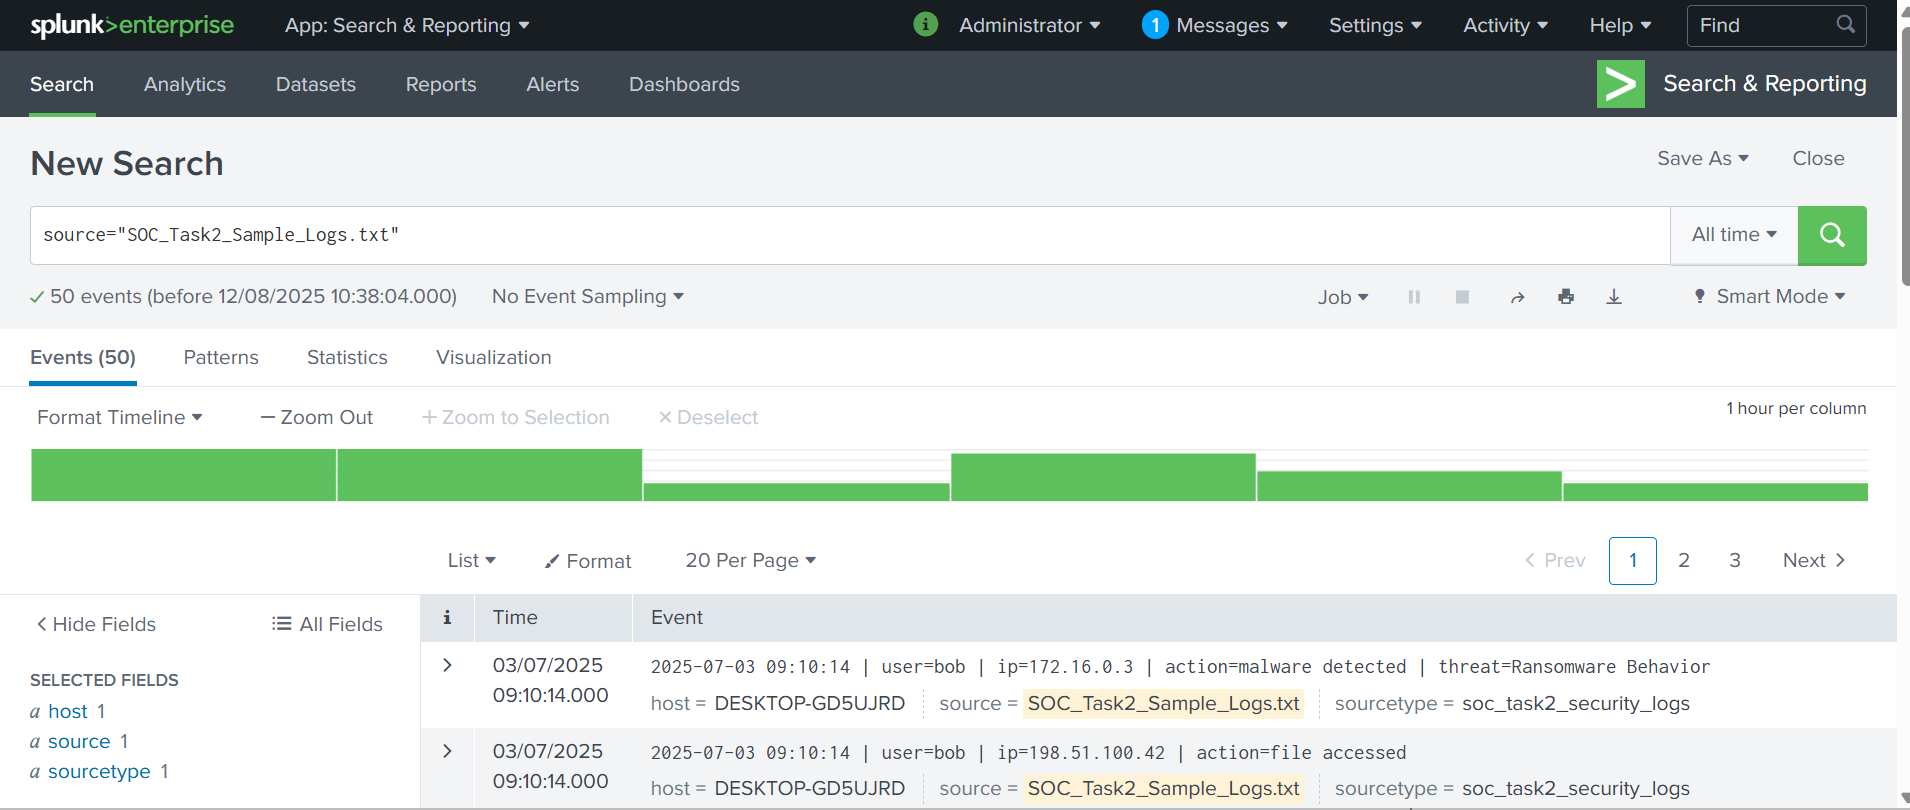 splunk>enterprise App: Search & Reporting i Administrator 1 Messages Settings Activity Help Find
Search Analytics Datasets Reports Alerts Dashboards > Search & Reporting
New Search Save As Close
source="SOC_Task2_Sample_Logs.txt" All time
✓ 50 events (before 12/08/2025 10:38:04.000) No Event Sampling Job Smart Mode
Events (50) Patterns Statistics Visualization
Format Timeline — Zoom Out + Zoom to Selection × Deselect 1 hour per column
List Format 20 Per Page < Prev 1 2 3 Next >
< Hide Fields All Fields i Time Event
SELECTED FIELDS
a host 1
a source 1
a sourcetype 1
> 03/07/2025 2025-07-03 09:10:14 | user=bob | ip=172.16.0.3 | action=malware detected | threat=Ransomware Behavior
09:10:14.000 host = DESKTOP-GD5UJRD source = SOC_Task2_Sample_Logs.txt sourcetype = soc_task2_security_logs
> 03/07/2025 2025-07-03 09:10:14 | user=bob | ip=198.51.100.42 | action=file accessed
09:10:14.000 host = DESKTOP-GD5UJRD source = SOC_Task2_Sample_Logs.txt sourcetype = soc_task2_security_logs